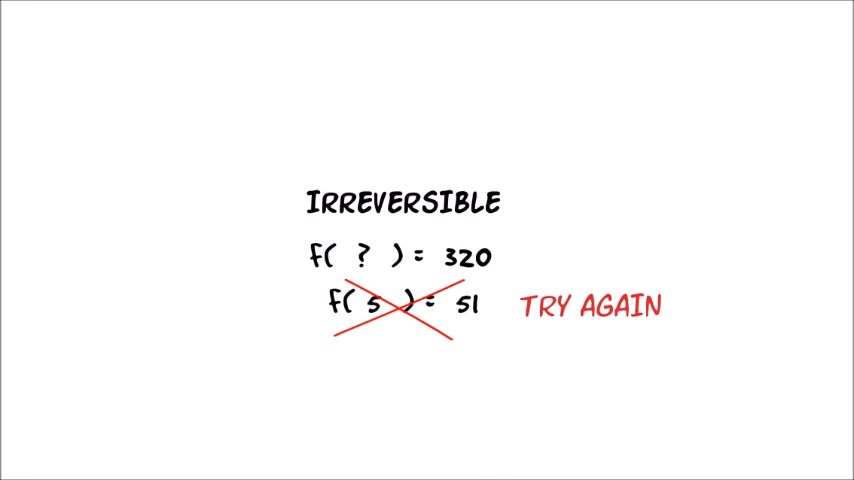 IRREVERSIBLE
f( ? ) = 320
f( 5 ) = 51 TRY AGAIN